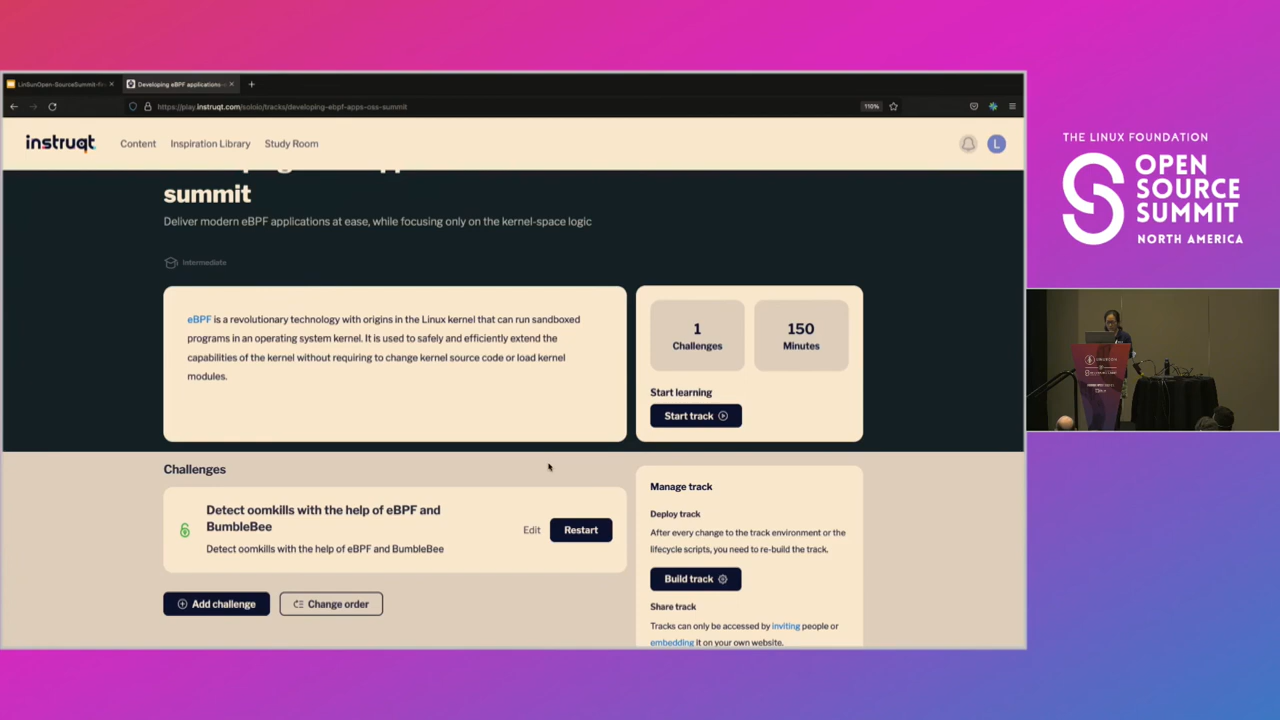 Developing eBPF applications
https://play.instruqt.com/sololo/tracks/developing-ebpf-apps-oss-summit
110%
instruqt
Content
Inspiration Library
Study Room
L
summit
Deliver modern eBPF applications at ease, while focusing only on the kernel-space logic
Intermediate
eBPF is a revolutionary technology with origins in the Linux kernel that can run sandboxed
programs in an operating system kernel. It is used to safely and efficiently extend the
capabilities of the kernel without requiring to change kernel source code or load kernel
modules.
1
Challenges
150
Minutes
Start learning
Start track
Challenges
Detect oomkills with the help of eBPF and
BumbleBee
Detect oomkills with the help of eBPF and BumbleBee
Edit
Restart
Add challenge
Change order
Manage track
Deploy track
After every change to the track environment or the
lifecycle scripts, you need to re-build the track.
Build track
Share track
Tracks can only be accessed by inviting people or
embedding it on your own website.
THE LINUX FOUNDATION
OPEN
SOURCE
SUMMIT
NORTH AMERICA